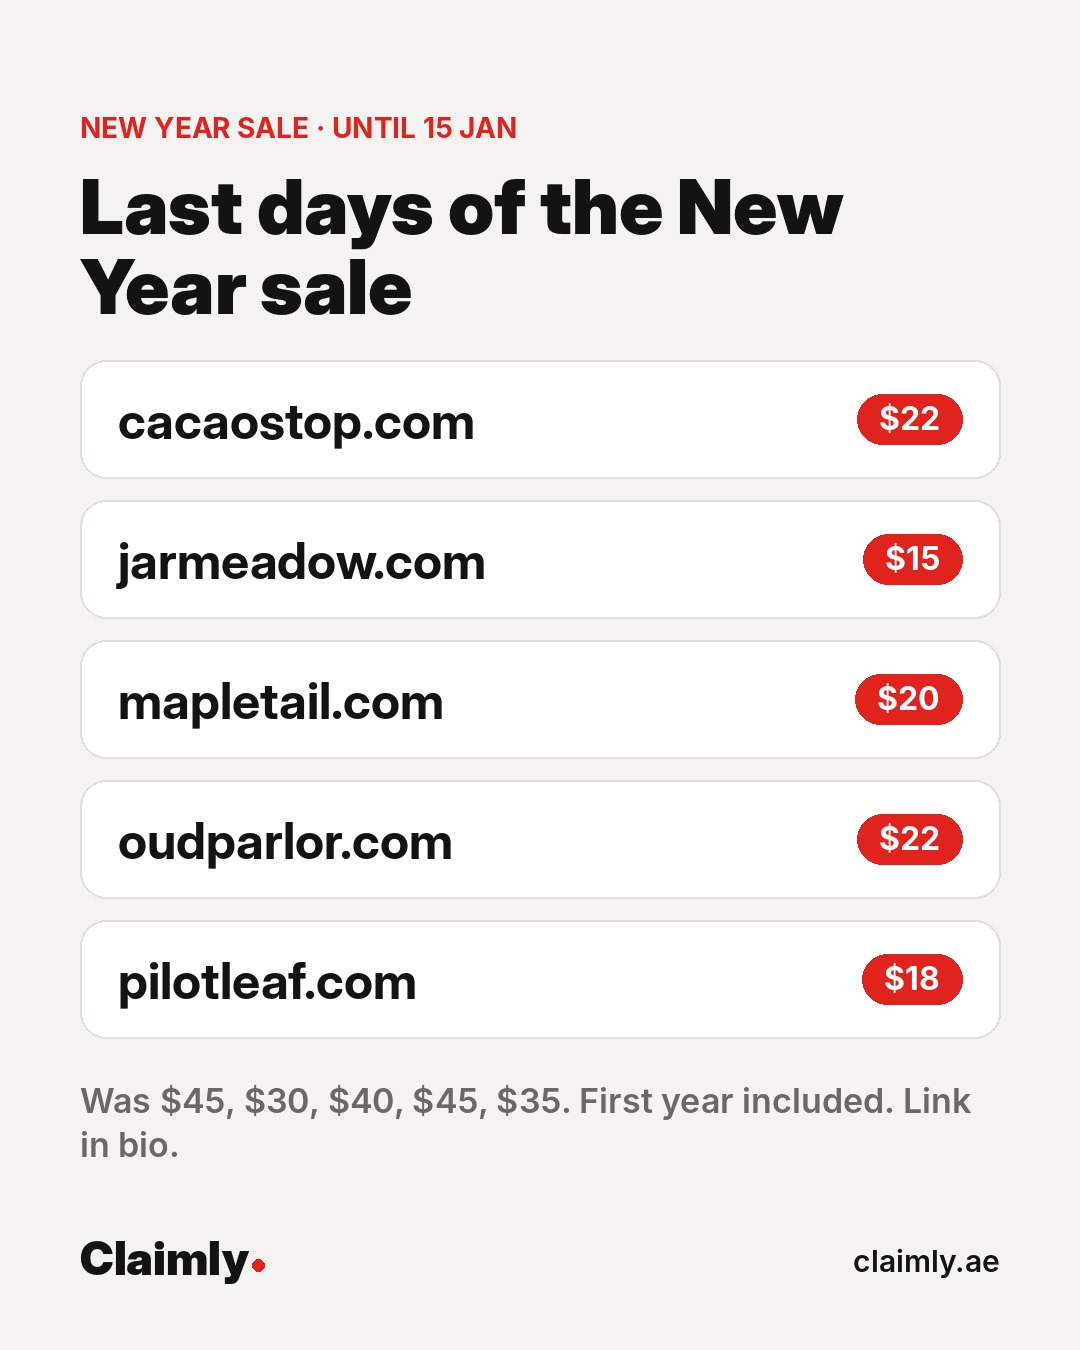 NEW YEAR SALE · UNTIL 15 JAN
Last days of the New
Year sale
cacaostop.com $22
jarmeadow.com $15
mapletail.com $20
oudparlor.com $22
pilotleaf.com $18
Was $45, $30, $40, $45, $35. First year included. Link
in bio.
Claimly. claimly.ae